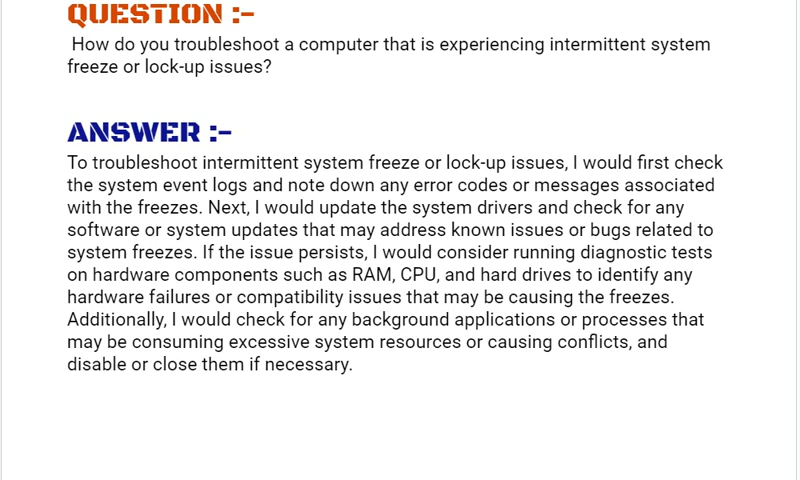 QUESTION :-
How do you troubleshoot a computer that is experiencing intermittent system
freeze or lock-up issues?
ANSWER :-
To troubleshoot intermittent system freeze or lock-up issues, I would first check
the system event logs and note down any error codes or messages associated
with the freezes. Next, I would update the system drivers and check for any
software or system updates that may address known issues or bugs related to
system freezes. If the issue persists, I would consider running diagnostic tests
on hardware components such as RAM, CPU, and hard drives to identify any
hardware failures or compatibility issues that may be causing the freezes.
Additionally, I would check for any background applications or processes that
may be consuming excessive system resources or causing conflicts, and
disable or close them if necessary.